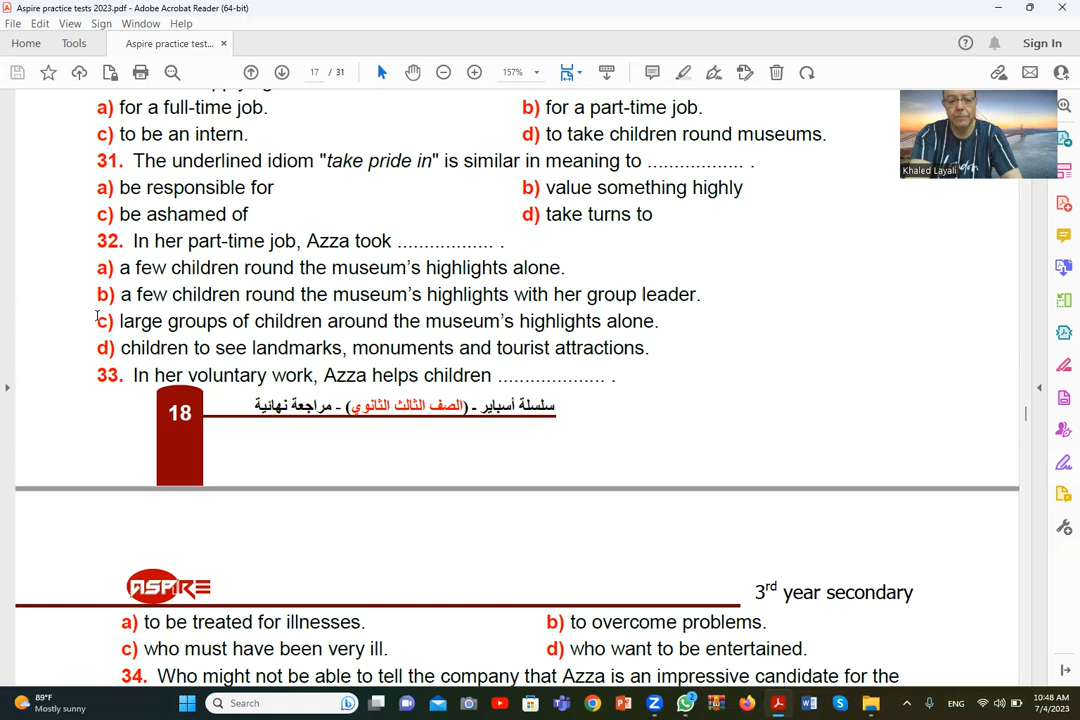 Aspire practice tests 2023.pdf - Adobe Acrobat Reader (64-bit)
File Edit View Sign Window Help
Home Tools Aspire practice test... × Sign In
17 / 31 157%
a) for a full-time job. b) for a part-time job.
c) to be an intern. d) to take children round museums.
31. The underlined idiom "take pride in" is similar in meaning to .................. .
a) be responsible for b) value something highly
c) be ashamed of d) take turns to
32. In her part-time job, Azza took .................. .
a) a few children round the museum's highlights alone.
b) a few children round the museum's highlights with her group leader.
c) large groups of children around the museum's highlights alone.
d) children to see landmarks, monuments and tourist attractions.
33. In her voluntary work, Azza helps children .................... .
18 سلسلة أسباير - (الصف الثالث الثانوي) - مراجعة نهائية
ASPIRE
3rd year secondary
a) to be treated for illnesses. b) to overcome problems.
c) who must have been very ill. d) who want to be entertained.
34. Who might not be able to tell the company that Azza is an impressive candidate for the
Khaled Layali
89°F
Mostly sunny
Search
2
ENG
10:48 AM
7/4/2023